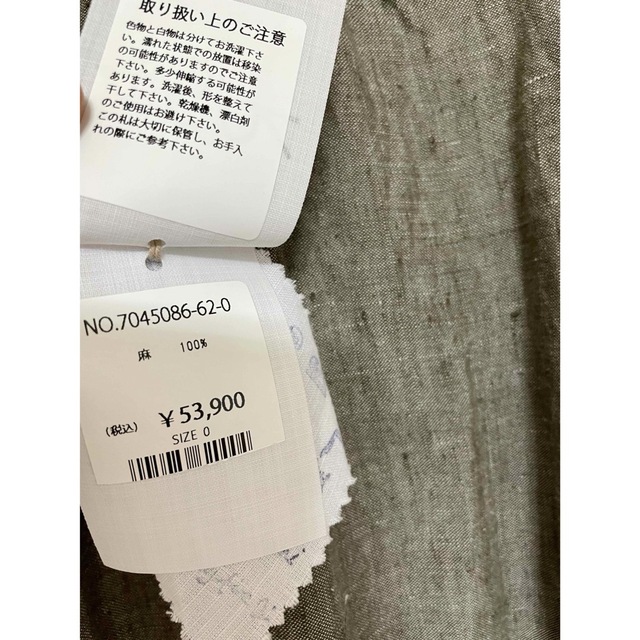 取り扱い上のご注意
色物と白物は分けてお洗濯下さ
い。濡れた状態での放置は移染
の可能性がありますのでご注意
下さい。多少伸縮する可能性が
あります。洗濯後、形を整えて
干して下さい。乾燥機、漂白剤
のご使用はお避け下さい。
この札は大切に保管し、お手入
れの際にご参考下さい。
NO.7045086-62-0
麻 100%
(税込) ¥53,900
SIZE 0